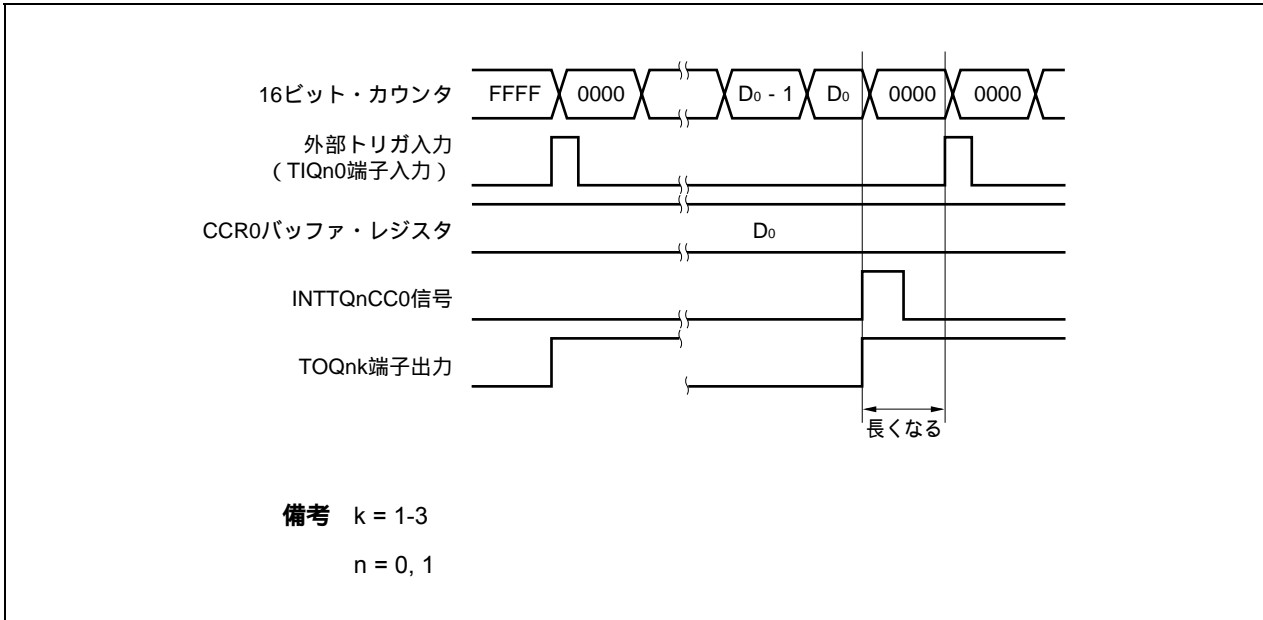 16ビット・カウンタ FFFF 0000 D0 - 1 D0 0000 0000
外部トリガ入力
(TIQn0端子入力)
CCR0バッファ・レジスタ D0
INTTQnCC0信号
TOQnk端子出力
長くなる
備考 k = 1-3
n = 0, 1